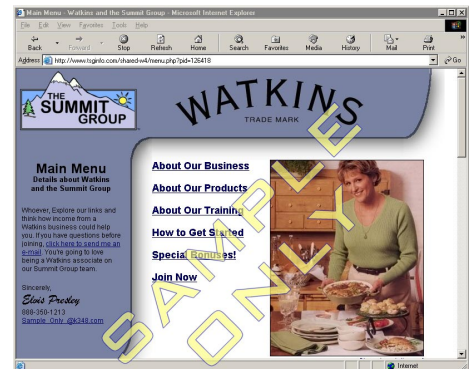 Main Menu - Watkins and the Summit Group - Microsoft Internet Explorer
File Edit View Favorites Tools Help
Back Forward Stop Refresh Home Search Favorites Media History Mail Print
Address http://www.tsginfo.com/shared-w4/menu.php?pid=126418 Go
THE
SUMMIT
GROUP
WATKINS
TRADE MARK
Main Menu
Details about Watkins
and the Summit Group
Whoever, Explore our links and
think how income from a
Watkins business could help
you. If you have questions before
joining, click here to send me an
e-mail. You're going to love
being a Watkins associate on
our Summit Group team.
Sincerely,
Elvis Presley
888-350-1213
Sample_Only_@k348.com
About Our Business
About Our Products
About Our Training
How to Get Started
Special Bonuses!
Join Now
SAMPLE
ONLY
Internet